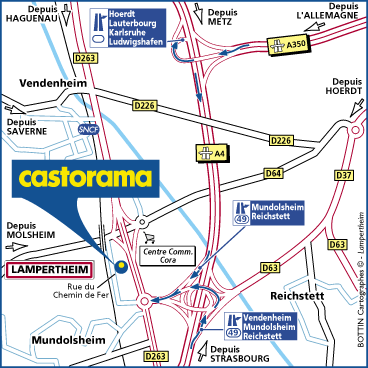 Depuis
HAGUENAU
Hoerdt
Lauterbourg
Karlsruhe
Ludwigshafen
Depuis
METZ
Depuis
L'ALLEMAGNE
A350
D263
Vendenheim
D226
Depuis
HOERDT
Depuis
SAVERNE
SNCF
D226
A4
castorama
D64
D37
Depuis
MOLSHEIM
Mundolsheim
Reichstett
49
Centre Comm.
Cora
D63
D63
LAMPERTHEIM
D63
Rue du
Chemin de Fer
Reichstett
Vendenheim
Mundolsheim
Reichstett
49
Mundolsheim
D263
Depuis
STRASBOURG
BOTTIN Cartographes © - Lampertheim